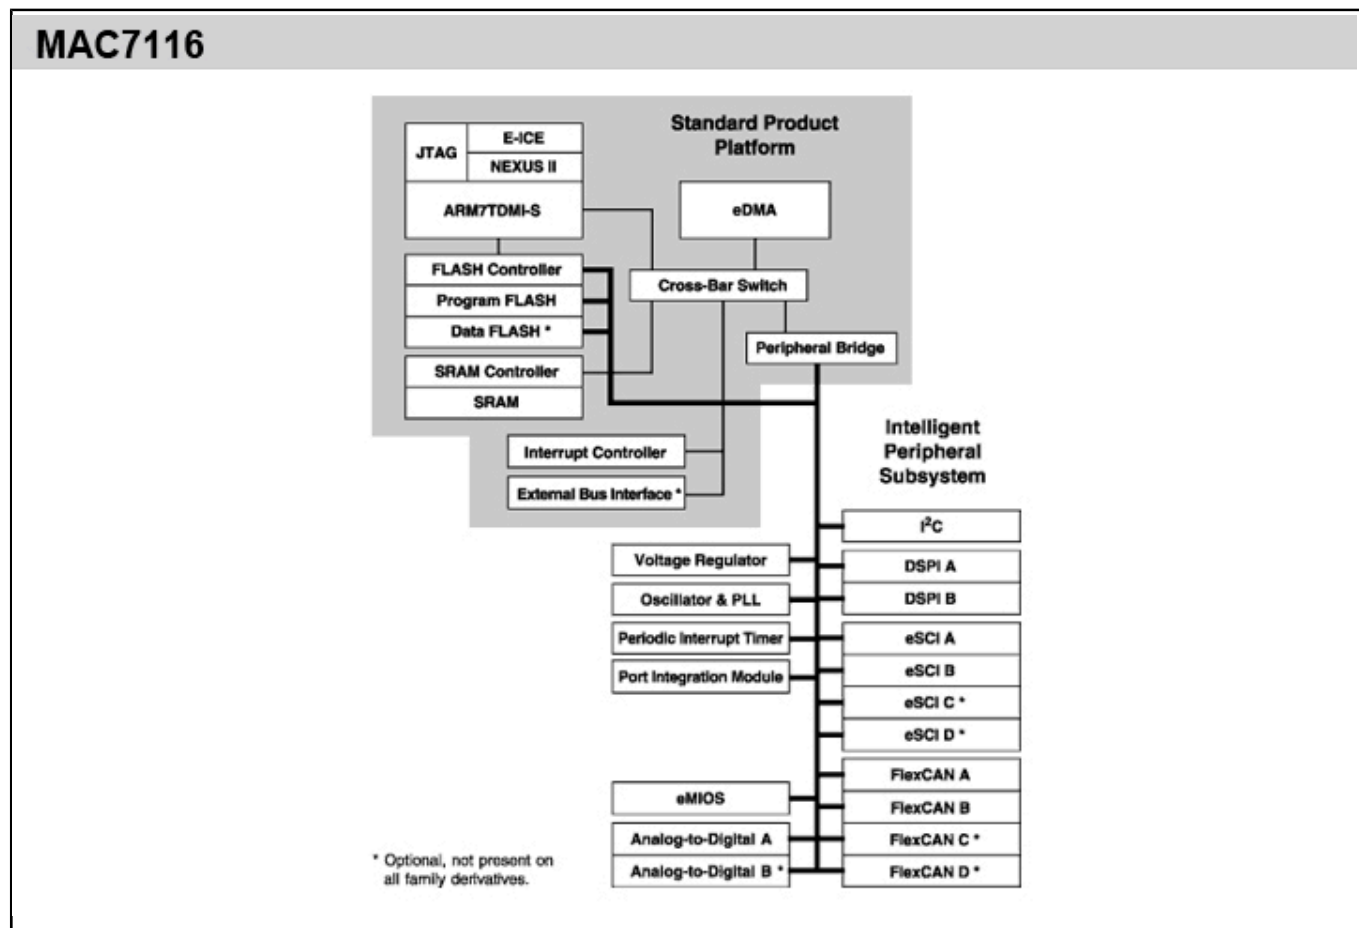 MAC7116
Standard Product
Platform
JTAG
E-ICE
NEXUS II
ARM7TDMI-S
eDMA
FLASH Controller
Program FLASH
Data FLASH *
Cross-Bar Switch
Peripheral Bridge
SRAM Controller
SRAM
Interrupt Controller
External Bus Interface *
Intelligent
Peripheral
Subsystem
I²C
Voltage Regulator
DSPI A
Oscillator & PLL
DSPI B
Periodic Interrupt Timer
eSCI A
Port Integration Module
eSCI B
eSCI C *
eSCI D *
FlexCAN A
eMIOS
FlexCAN B
Analog-to-Digital A
FlexCAN C *
Analog-to-Digital B *
FlexCAN D *
* Optional, not present on
all family derivatives.